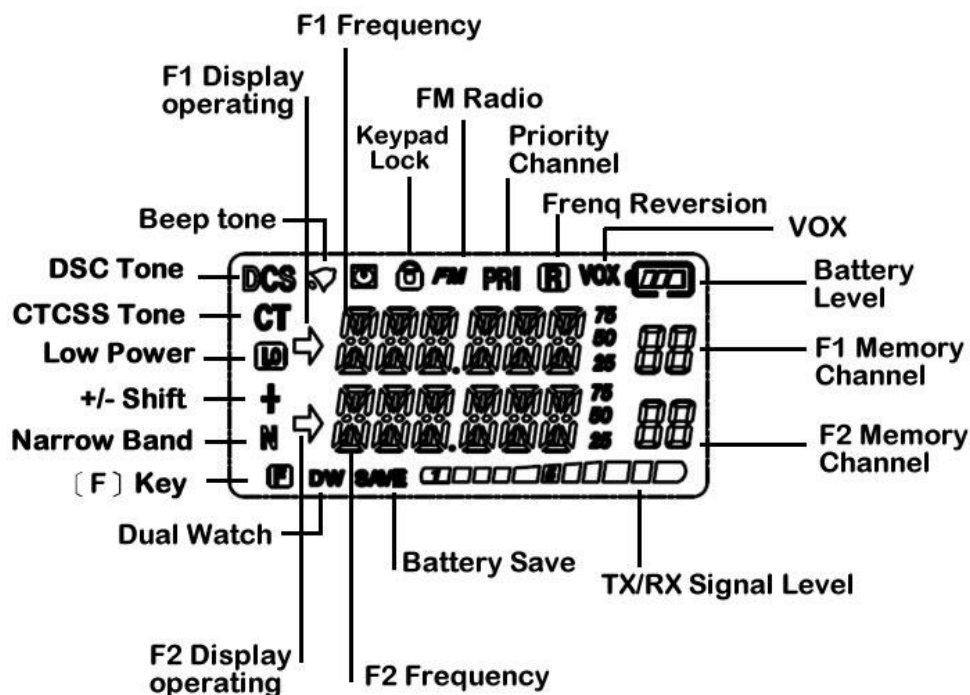 F1 Frequency
F1 Display
operating
FM Radio
Keypad
Lock
Priority
Channel
Beep tone
Frenq Reversion
VOX
DSC Tone
DCS
FM
PRI
R
VOX
Battery
Level
CTCSS Tone
CT
75
50
25
88
Low Power
LO
F1 Memory
Channel
+/- Shift
+
75
50
25
88
Narrow Band
N
F2 Memory
Channel
[ F ] Key
F
DW
SAVE
1
Dual Watch
Battery Save
TX/RX Signal Level
F2 Display
operating
F2 Frequency